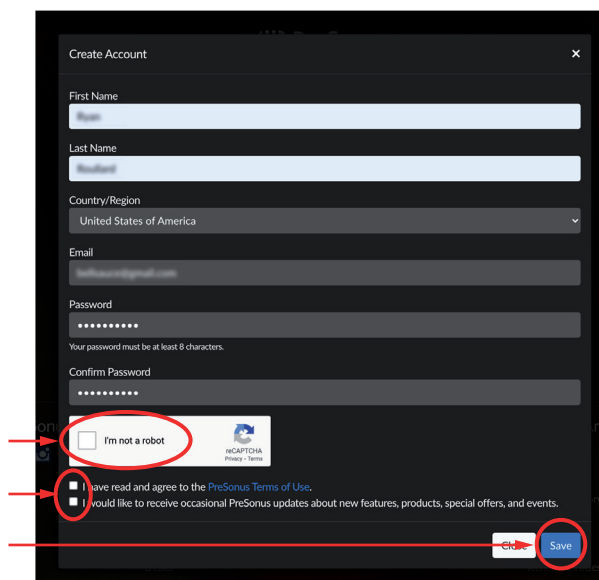 Create Account ×
First Name
Last Name
Country/Region
United States of America
Email
Password
••••••••••
Your password must be at least 8 characters.
Confirm Password
••••••••••
I'm not a robot
reCAPTCHA
Privacy - Terms
I have read and agree to the PreSonus Terms of Use.
I would like to receive occasional PreSonus updates about new features, products, special offers, and events.
Close Save